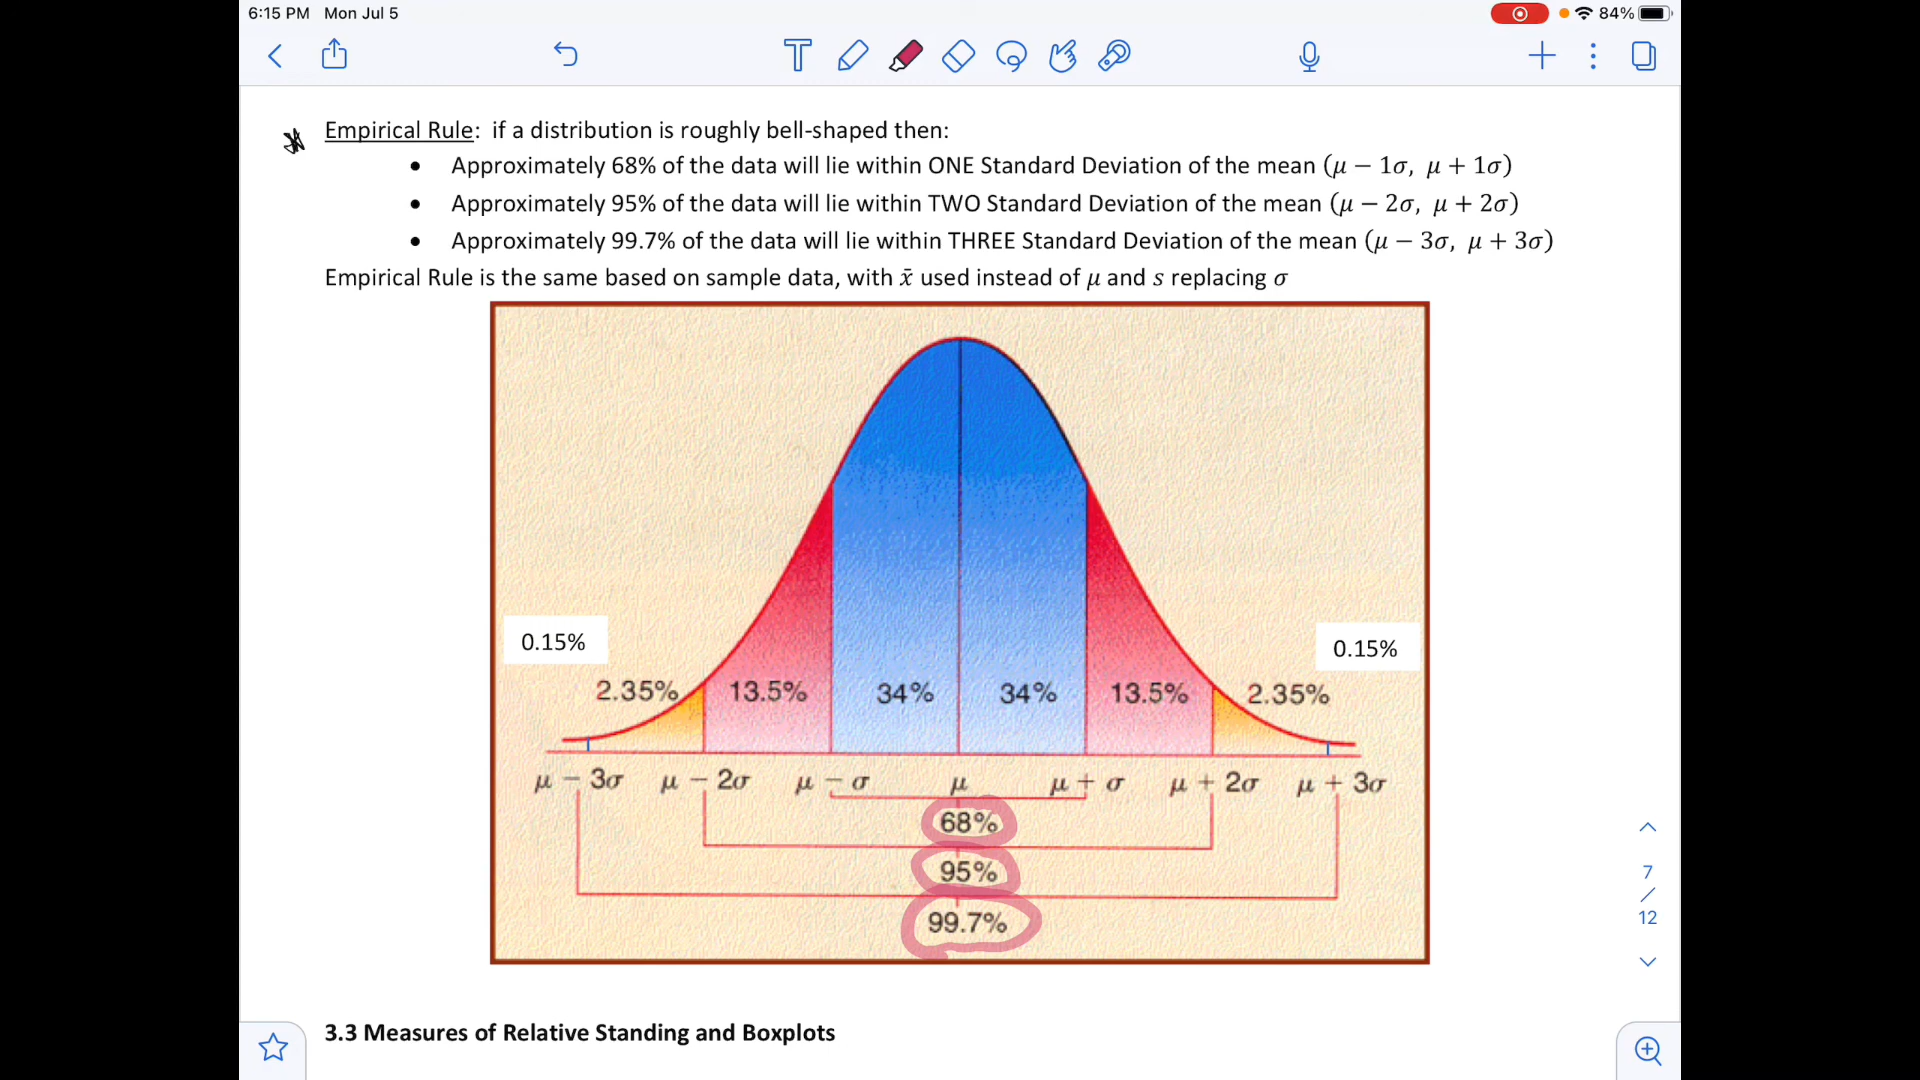 6:15 PM Mon Jul 5
84%
T
Empirical Rule: if a distribution is roughly bell-shaped then:
• Approximately 68% of the data will lie within ONE Standard Deviation of the mean (μ − 1σ, μ + 1σ)
• Approximately 95% of the data will lie within TWO Standard Deviation of the mean (μ − 2σ, μ + 2σ)
• Approximately 99.7% of the data will lie within THREE Standard Deviation of the mean (μ − 3σ, μ + 3σ)
Empirical Rule is the same based on sample data, with x̄ used instead of μ and s replacing σ
0.15% 0.15%
2.35% 13.5% 34% 34% 13.5% 2.35%
μ − 3σ μ − 2σ μ − σ μ μ + σ μ + 2σ μ + 3σ
68%
95%
99.7%
7
/
12
3.3 Measures of Relative Standing and Boxplots